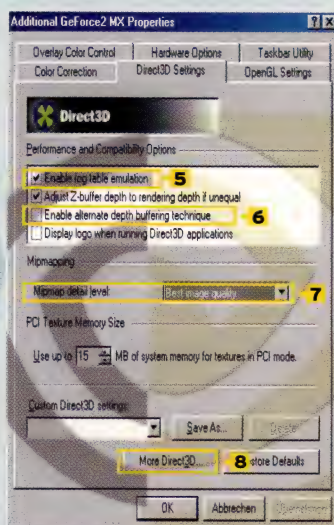 Additional GeForce2 MX Properties ? X
Overlay Color Control Hardware Options Taskbar Utility
Color Correction Direct3D Settings OpenGL Settings
Direct3D
Performance and Compatibility Options
Enable fog table emulation 5
Adjust Z-buffer depth to rendering depth if unequal
Enable alternate depth buffering technique 6
Display logo when running Direct3D applications
Mipmapping
Mipmap detail level: Best image quality 7
PCI Texture Memory Size
Use up to 15 MB of system memory for textures in PCI mode.
Custom Direct3D settings:
Save As... Delete
More Direct3D... 8 store Defaults
OK Abbrechen